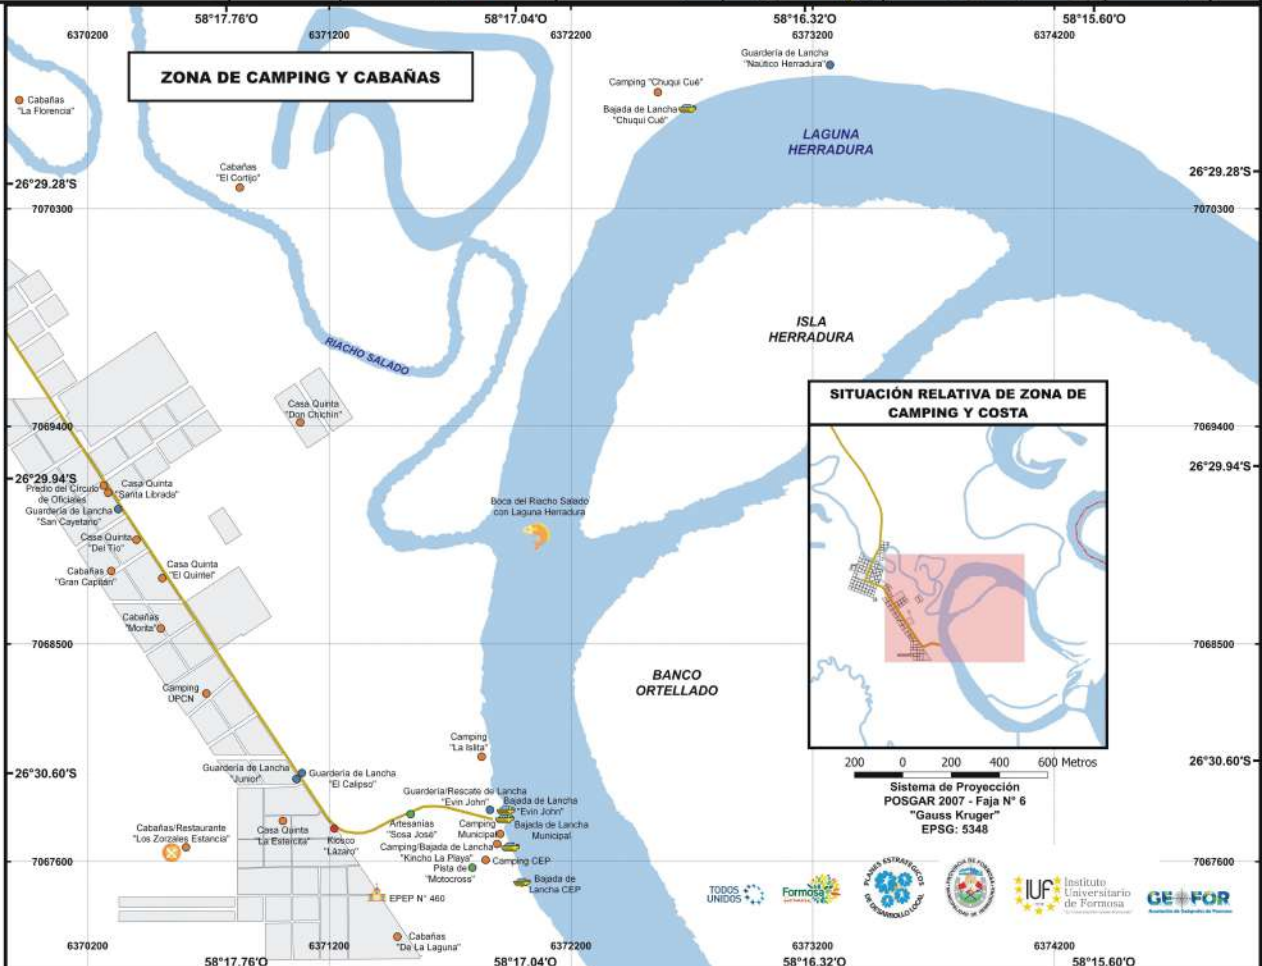 58°17.76'O
58°17.04'O
58°16.32'O
58°15.60'O
6370200
6371200
6372200
6373200
6374200
ZONA DE CAMPING Y CABAÑAS
Guardería de Lancha
"Naútico Herradura"
Camping "Chuqui Cué"
Bajada de Lancha
"Chuqui Cué"
Cabañas
"La Florencia"
LAGUNA
HERRADURA
Cabañas
"El Cortijo"
26°29.28'S
26°29.28'S
7070300
7070300
ISLA
HERRADURA
RIACHO SALADO
SITUACIÓN RELATIVA DE ZONA DE
CAMPING Y COSTA
Casa Quinta
"Don Chichín"
7069400
7069400
26°29.94'S
26°29.94'S
Predio del Círculo
de Oficiales
Casa Quinta
"Santa Librada"
Guardería de Lancha
"San Cayetano"
Boca del Riacho Salado
con Laguna Herradura
Casa Quinta
"Del Tío"
Cabañas
"Gran Capitán"
Casa Quinta
"El Quintel"
Cabañas
"Morita"
7068500
7068500
BANCO
ORTELLADO
Camping
UPCN
Camping
"La Islita"
26°30.60'S
26°30.60'S
Guardería de Lancha
"Junior"
Guardería de Lancha
"El Calipso"
200 0 200 400 600 Metros
Sistema de Proyección
POSGAR 2007 - Faja N° 6
"Gauss Kruger"
EPSG: 5348
Guardería/Rescate de Lancha
"Evin John"
Bajada de Lancha
"Evin John"
Cabañas/Restaurante
"Los Zorzales Estancia"
Casa Quinta
"La Estercita"
Kiosco
"Lázaro"
Artesanías
"Sosa José"
Camping
Municipal
Bajada de Lancha
Municipal
Camping/Bajada de Lancha
"Kincho La Playa"
Camping CEP
Pista de
"Motocross"
Bajada de
Lancha CEP
7067600
7067600
EPEP N° 460
Cabañas
"De La Laguna"
TODOS
UNIDOS
Formosa
PLANES ESTRATÉGICOS
DE DESARROLLO LOCAL
IUF
Instituto
Universitario
de Formosa
GEOFOR
6370200
6371200
6372200
6373200
6374200
58°17.76'O
58°17.04'O
58°16.32'O
58°15.60'O